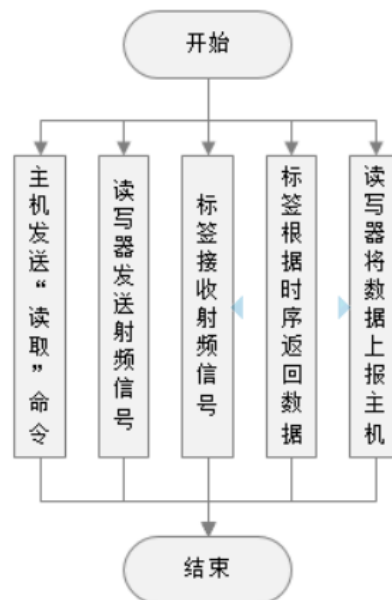 开始
主机发送“读取”命令
读写器发送射频信号
标签接收射频信号
标签根据时序返回数据
读写器将数据上报主机
结束